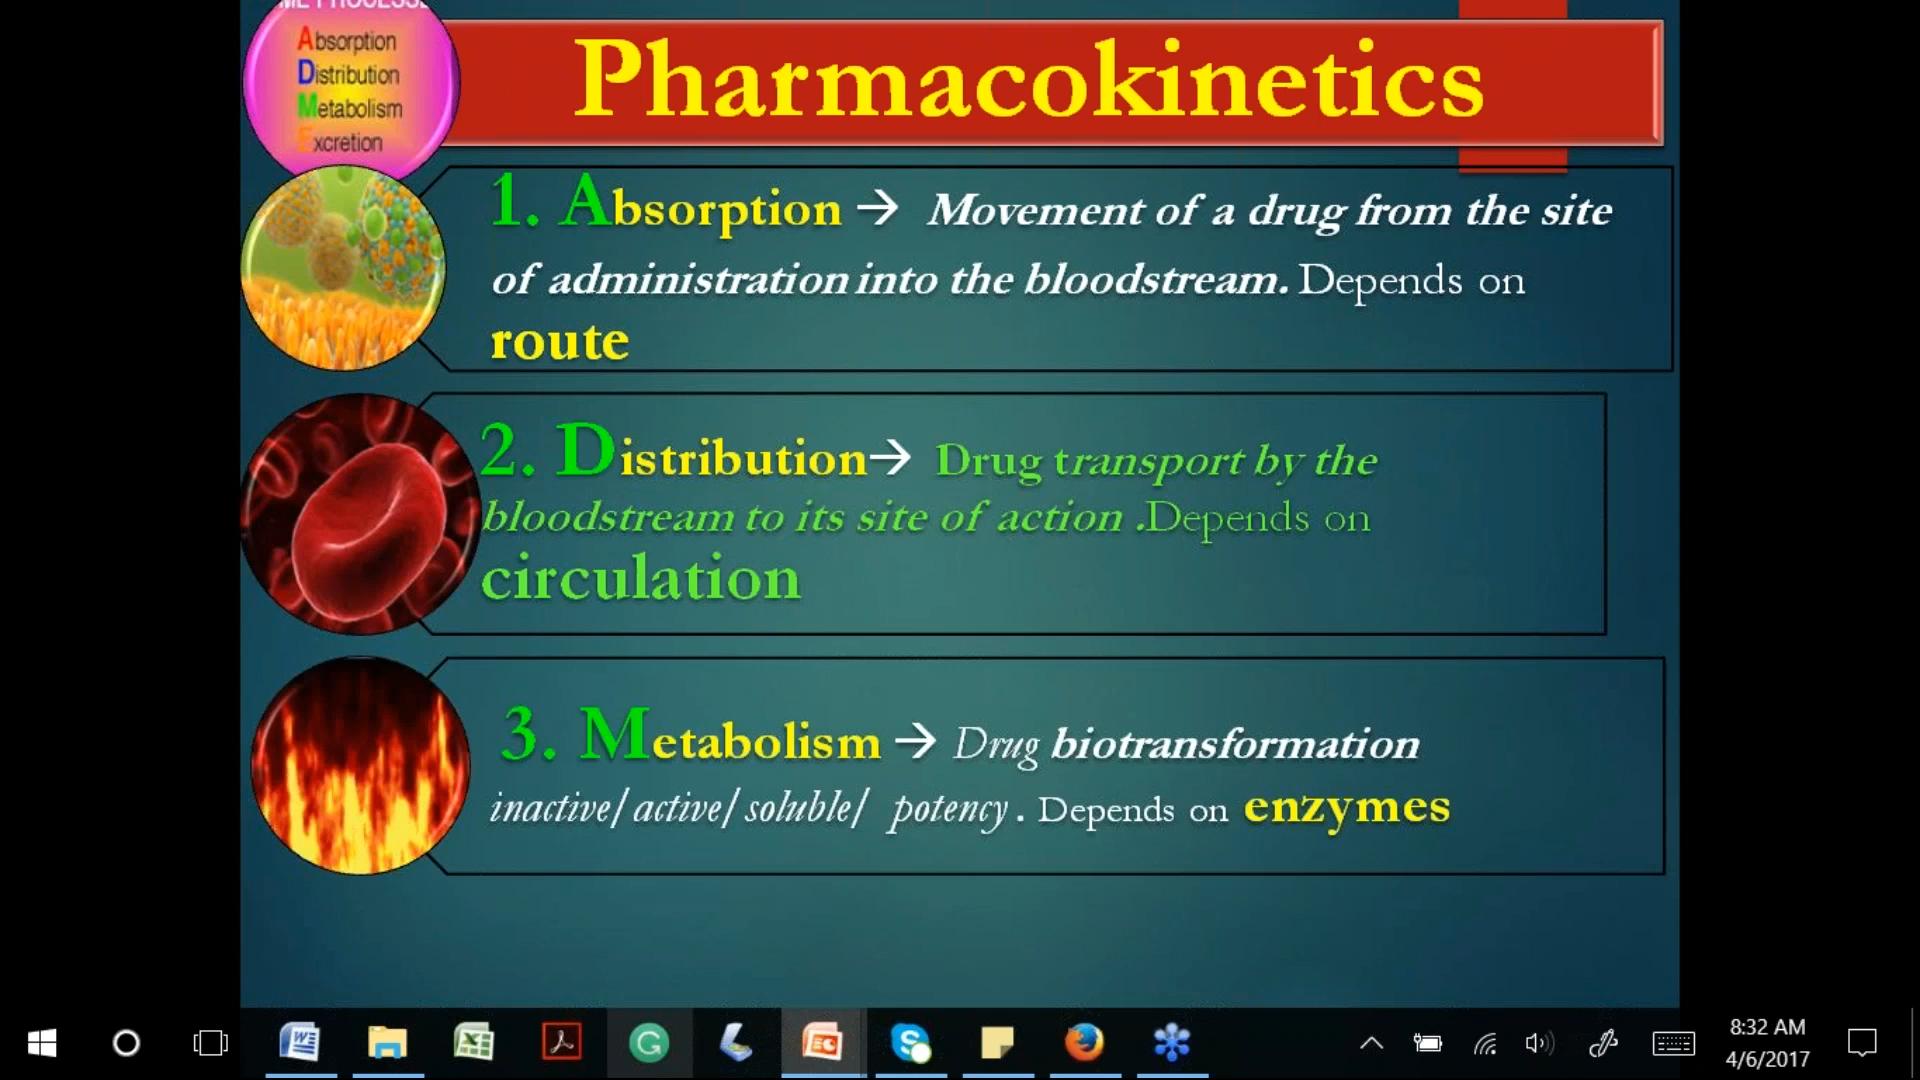 Absorption
Distribution
Metabolism
Excretion
Pharmacokinetics
1. Absorption → Movement of a drug from the site
of administration into the bloodstream. Depends on
route
2. Distribution→ Drug transport by the
bloodstream to its site of action .Depends on
circulation
3. Metabolism → Drug biotransformation
inactive/ active/ soluble/ potency . Depends on enzymes
8:32 AM
4/6/2017